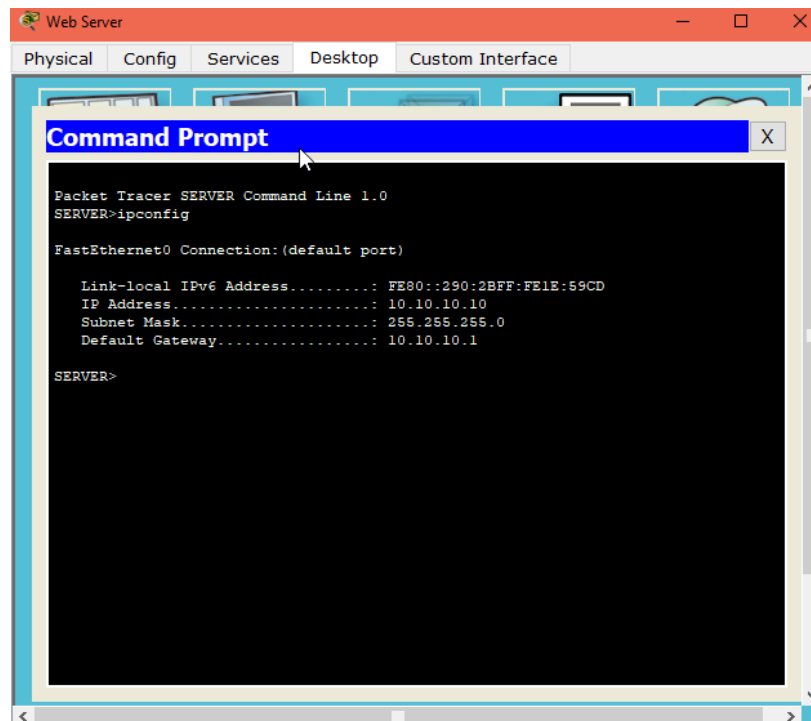 Web Server
Physical Config Services Desktop Custom Interface
Command Prompt X
Packet Tracer SERVER Command Line 1.0
SERVER>ipconfig
FastEthernet0 Connection:(default port)
Link-local IPv6 Address.........: FE80::290:2BFF:FE1E:59CD
IP Address......................: 10.10.10.10
Subnet Mask.....................: 255.255.255.0
Default Gateway.................: 10.10.10.1
SERVER>